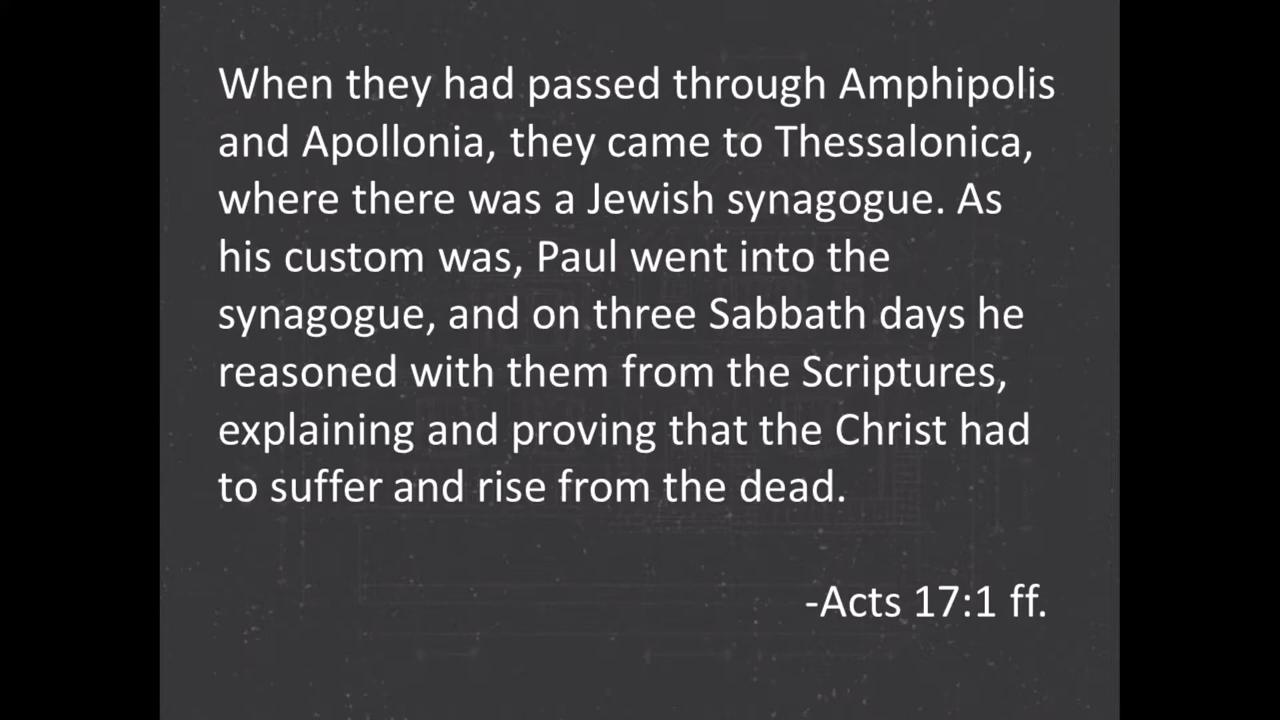 When they had passed through Amphipolis
and Apollonia, they came to Thessalonica,
where there was a Jewish synagogue. As
his custom was, Paul went into the
synagogue, and on three Sabbath days he
reasoned with them from the Scriptures,
explaining and proving that the Christ had
to suffer and rise from the dead.
-Acts 17:1 ff.